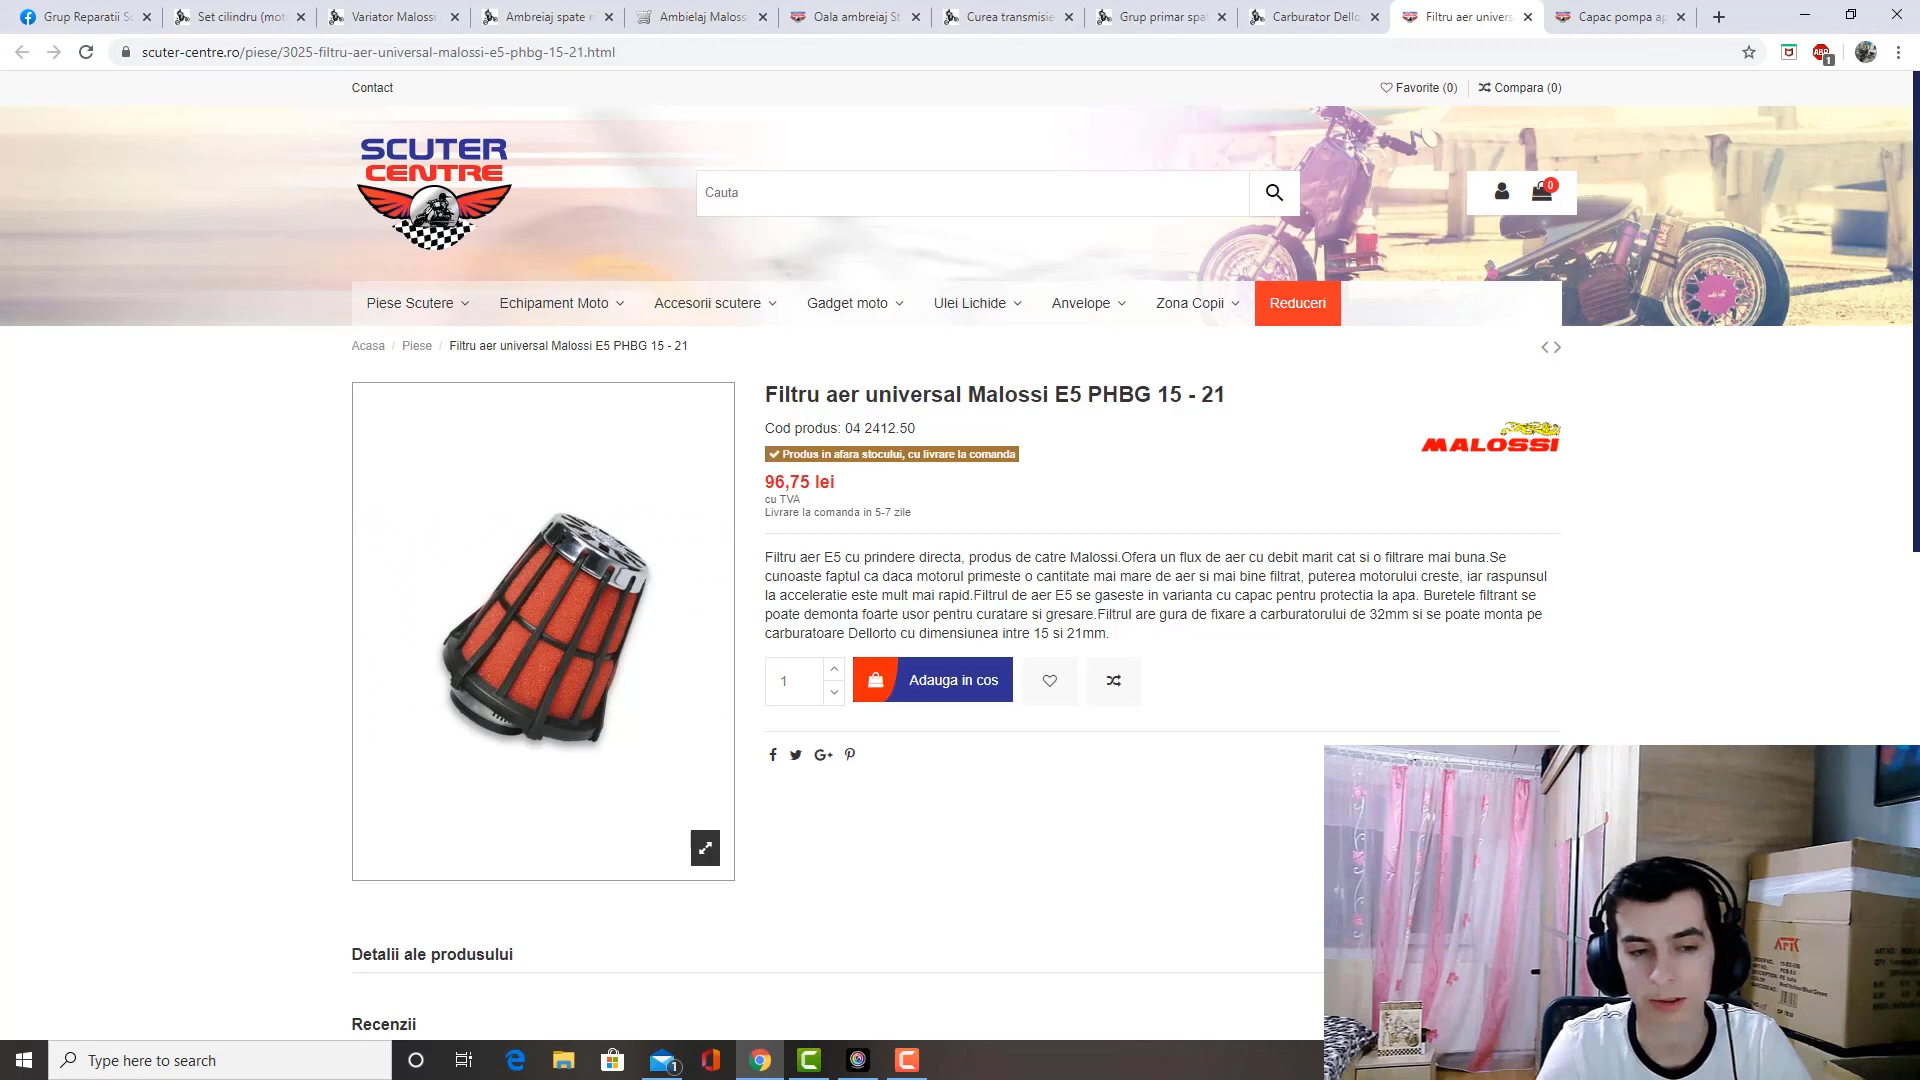 Grup Reparatii Sc
Set cilindru (mot
Variator Malossi
Ambreiaj spate r
Ambielaj Maloss
Oala ambreiaj St
Curea transmisie
Grup primar spa
Carburator Dello
Filtru aer univers
Capac pompa ap
scuter-centre.ro/piese/3025-filtru-aer-universal-malossi-e5-phbg-15-21.html
ABP
1
Contact
Favorite (0)
Compara (0)
SCUTER
CENTRE
Cauta
0
Piese Scutere
Echipament Moto
Accesorii scutere
Gadget moto
Ulei Lichide
Anvelope
Zona Copii
Reduceri
Acasa / Piese / Filtru aer universal Malossi E5 PHBG 15 - 21
Filtru aer universal Malossi E5 PHBG 15 - 21
Cod produs: 04 2412.50
MALOSSI
Produs in afara stocului, cu livrare la comanda
96,75 lei
cu TVA
Livrare la comanda in 5-7 zile
Filtru aer E5 cu prindere directa, produs de catre Malossi.Ofera un flux de aer cu debit marit cat si o filtrare mai buna.Se
cunoaste faptul ca daca motorul primeste o cantitate mai mare de aer si mai bine filtrat, puterea motorului creste, iar raspunsul
la acceleratie este mult mai rapid.Filtrul de aer E5 se gaseste in varianta cu capac pentru protectia la apa. Buretele filtrant se
poate demonta foarte usor pentru curatare si gresare.Filtrul are gura de fixare a carburatorului de 32mm si se poate monta pe
carburatoare Dellorto cu dimensiunea intre 15 si 21mm.
1
Adauga in cos
Detalii ale produsului
Recenzii
Type here to search
1